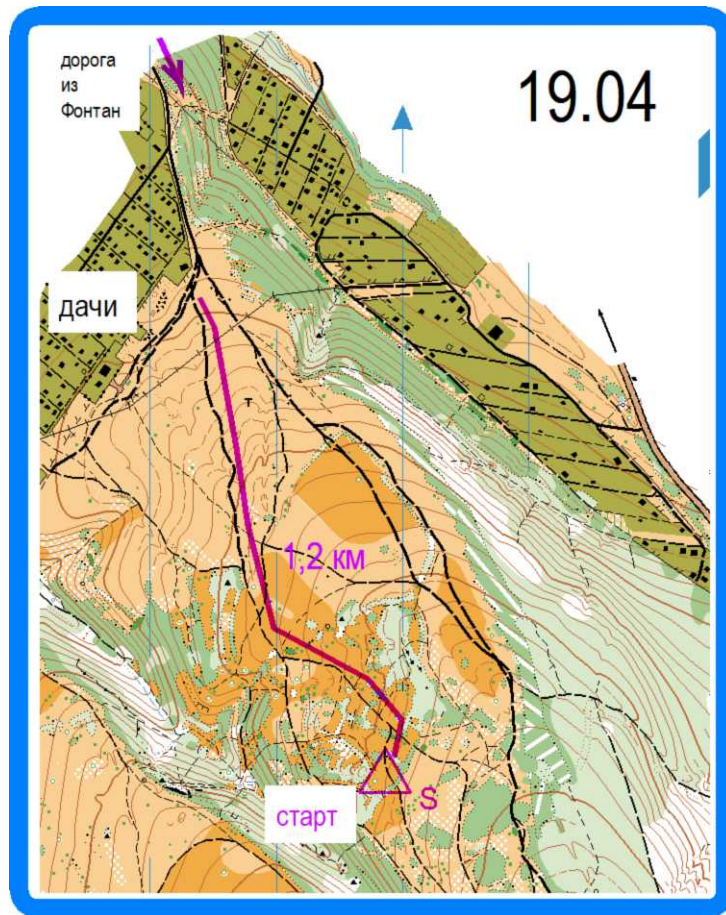 дорога
из
Фонтан
19.04
дачи
1,2 км
S
старт